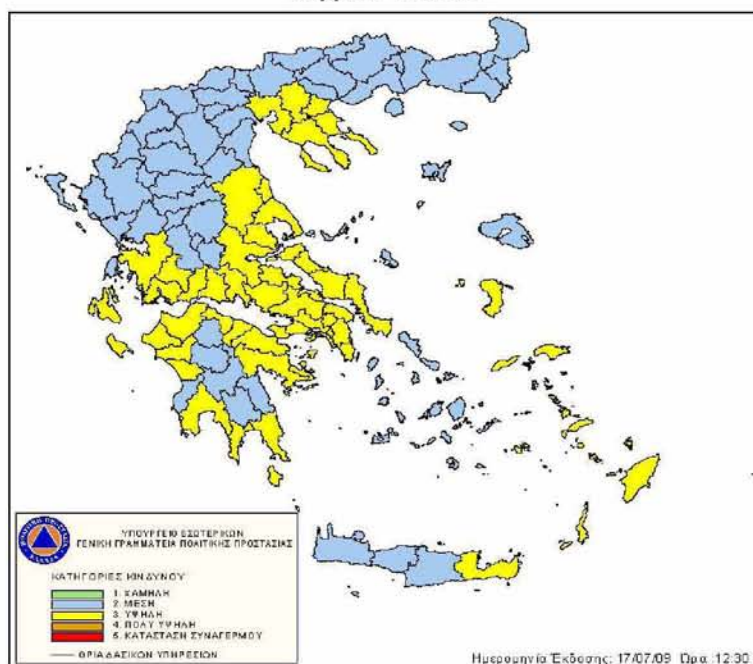 ΥΠΟΥΡΓΕΙΟ ΕΣΩΤΕΡΙΚΩΝ
ΓΕΝΙΚΗ ΓΡΑΜΜΑΤΕΙΑ ΠΟΛΙΤΙΚΗΣ ΠΡΟΣΤΑΣΙΑΣ
ΚΑΤΗΓΟΡΙΕΣ ΚΙΝΔΥΝΟΥ
1. ΧΑΜΗΛΗ
2. ΜΕΣΗ
3. ΥΨΗΛΗ
4. ΠΟΛΥ ΥΨΗΛΗ
5. ΚΑΤΑΣΤΑΣΗ ΣΥΝΑΓΕΡΜΟΥ
ΟΡΙΑ ΔΑΣΙΚΩΝ ΥΠΗΡΕΣΙΩΝ
Ημερομηνία Έκδοσης: 17/07/09 Ώρα :12:30